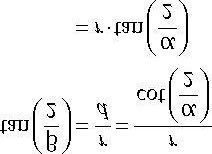 tan(β/2) = r/q = r/cot(α/2)
= r·tan(α/2)